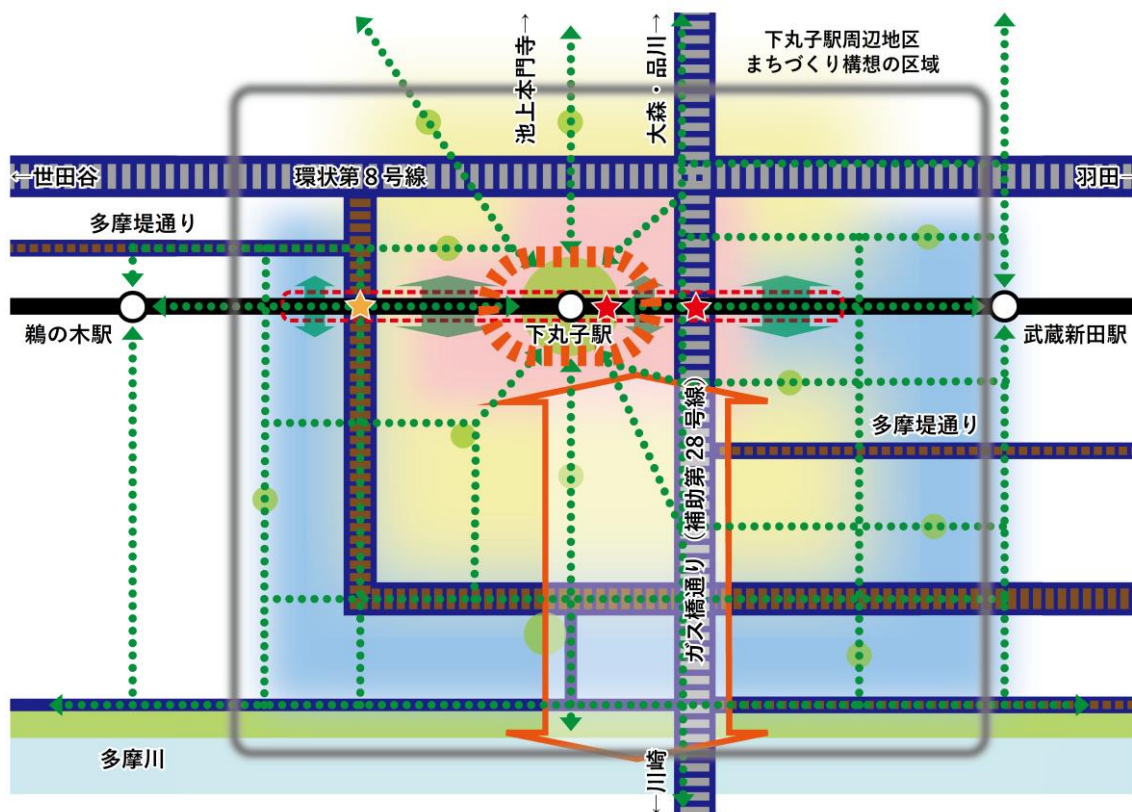 池上本門寺→
大森・品川→
下丸子駅周辺地区
まちづくり構想の区域
←世田谷
環状第8号線
羽田→
多摩堤通り
鵜の木駅
下丸子駅
武蔵新田駅
ガス橋通り（補助第28号線）
多摩堤通り
多摩川
←川崎